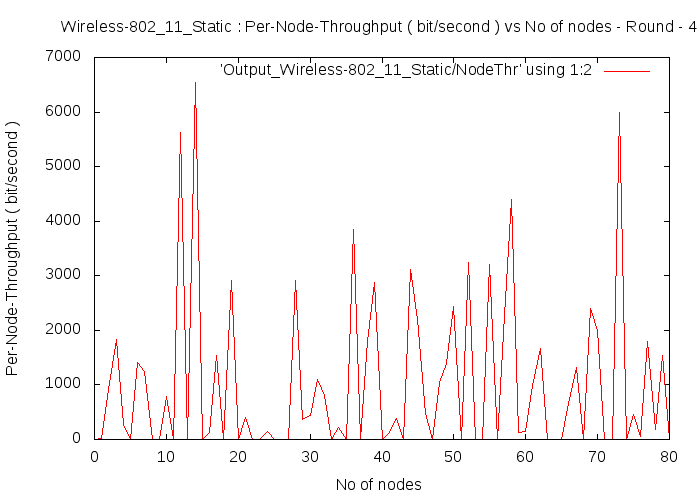 Wireless-802_11_Static : Per-Node-Throughput ( bit/second ) vs No of nodes - Round - 4
'Output_Wireless-802_11_Static/NodeThr' using 1:2
Per-Node-Throughput ( bit/second )
7000
6000
5000
4000
3000
2000
1000
0
0 10 20 30 40 50 60 70 80
No of nodes